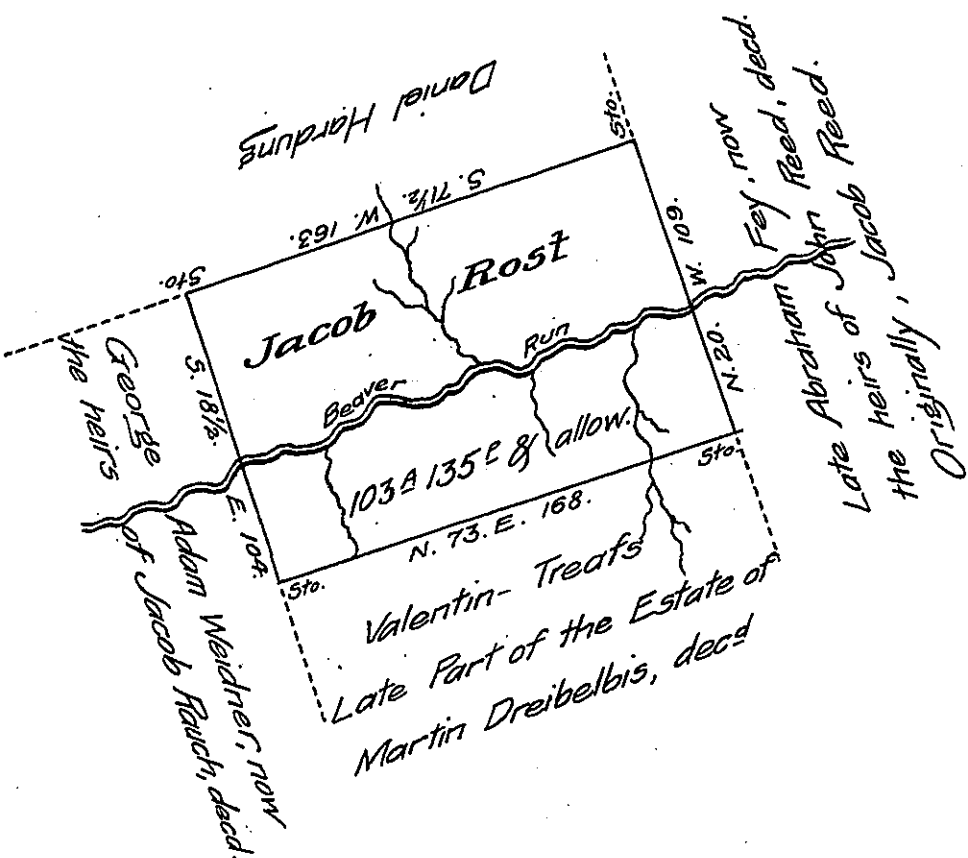 Daniel Hardung
Sto.
S. 71½. W. 163.
Sto.
Jacob Rost
Beaver Run
103A 135P & allow.
S. 18½. E. 104.
N. 20. W. 109.
Sto.
N. 73. E. 168.
Sto.
George Adam Weidner, now
the heirs of Jacob Rauch, decd.
Valentin- Treafs
Late Part of the Estate of
Martin Dreibelbis, decd
Late Abraham Fey, now
the heirs of John Reed, decd.
Originally, Jacob Reed.